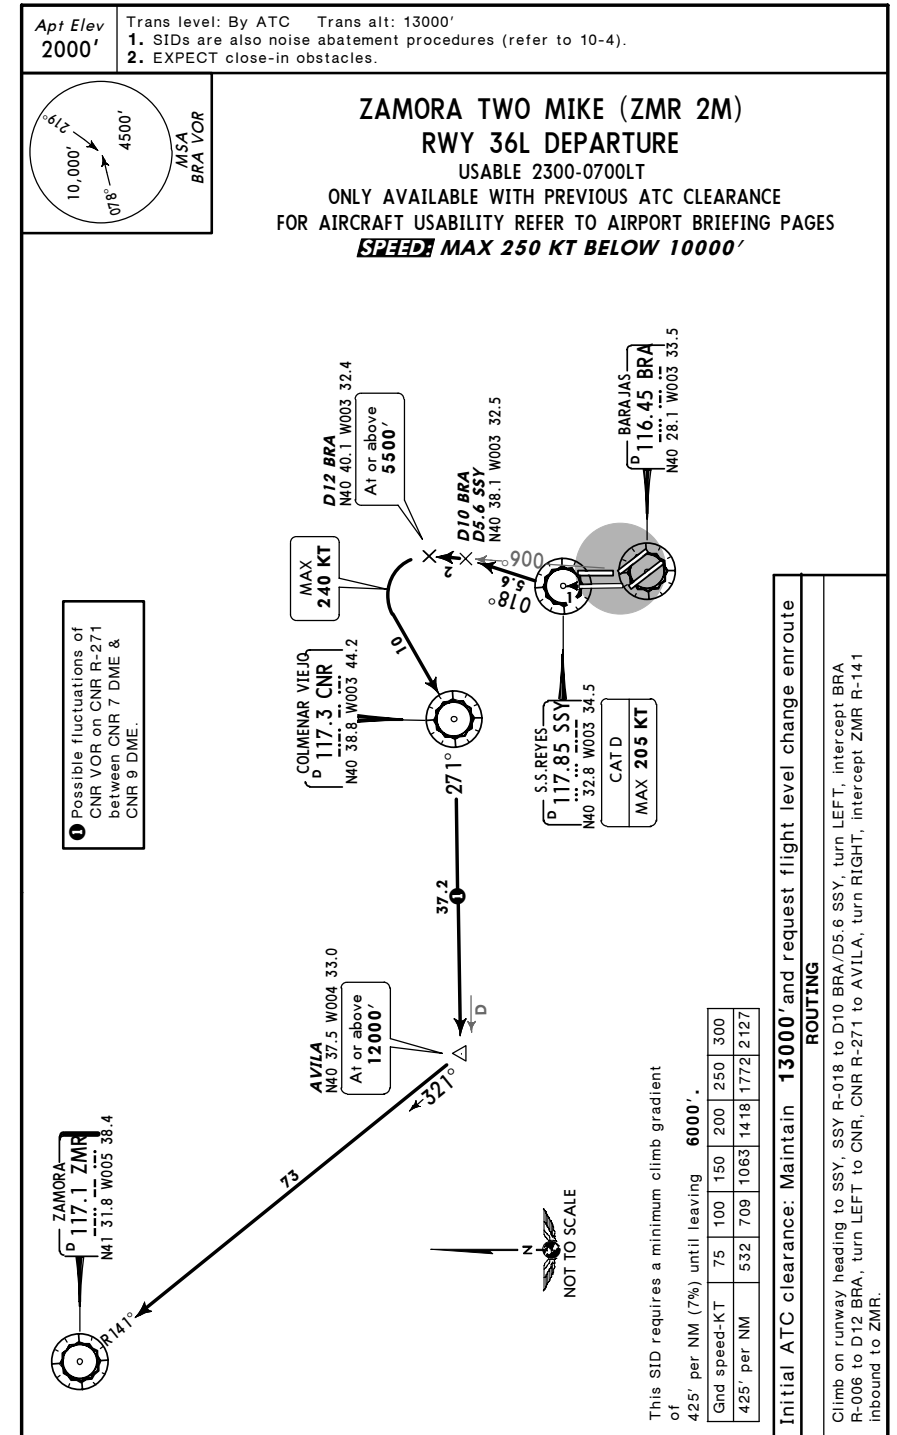 Apt Elev
2000'
Trans level: By ATC Trans alt: 13000'
1. SIDs are also noise abatement procedures (refer to 10-4).
2. EXPECT close-in obstacles.
219°
4500'
10,000'
078°
MSA
BRA VOR
ZAMORA TWO MIKE (ZMR 2M)
RWY 36L DEPARTURE
USABLE 2300-0700LT
ONLY AVAILABLE WITH PREVIOUS ATC CLEARANCE
FOR AIRCRAFT USABILITY REFER TO AIRPORT BRIEFING PAGES
SPEED: MAX 250 KT BELOW 10000'
BARAJAS
D 116.45 BRA
N40 28.1 W003 33.5
D12 BRA
N40 40.1 W003 32.4
At or above
5500'
D10 BRA
D5.6 SSY
N40 38.1 W003 32.5
006°
2
5.6
018°
1
MAX
240 KT
10
COLMENAR VIEJO
D 117.3 CNR
N40 38.8 W003 44.2
S.S.REYES
D 117.85 SSY
N40 32.8 W003 34.5
CAT D
MAX 205 KT
1 Possible fluctuations of
CNR VOR on CNR R-271
between CNR 7 DME &
CNR 9 DME.
271°
37.2
1
D
AVILA
N40 37.5 W004 33.0
At or above
12000'
321°
73
ZAMORA
D 117.1 ZMR
N41 31.8 W005 38.4
R141°
N
NOT TO SCALE
This SID requires a minimum climb gradient
of
425' per NM (7%) until leaving 6000'.
Gnd speed-KT 75 100 150 200 250 300
425' per NM 532 709 1063 1418 1772 2127
Initial ATC clearance: Maintain 13000' and request flight level change enroute
ROUTING
Climb on runway heading to SSY, SSY R-018 to D10 BRA/D5.6 SSY, turn LEFT, intercept BRA
R-006 to D12 BRA, turn LEFT to CNR, CNR R-271 to AVILA, turn RIGHT, intercept ZMR R-141
inbound to ZMR.